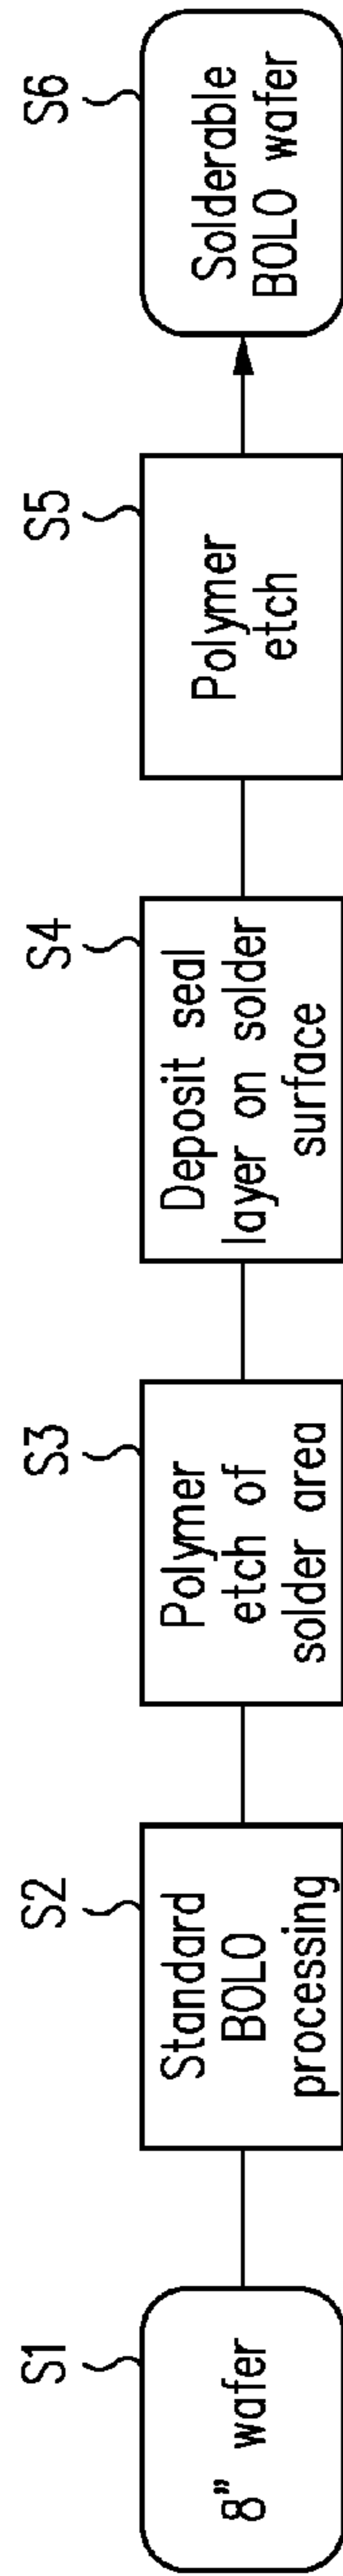 S1
8" wafer
S2
Standard
BOLO
processing
S3
Polymer
etch of
solder area
S4
Deposit seal
layer on solder
surface
S5
Polymer
etch
S6
Solderable
BOLO wafer